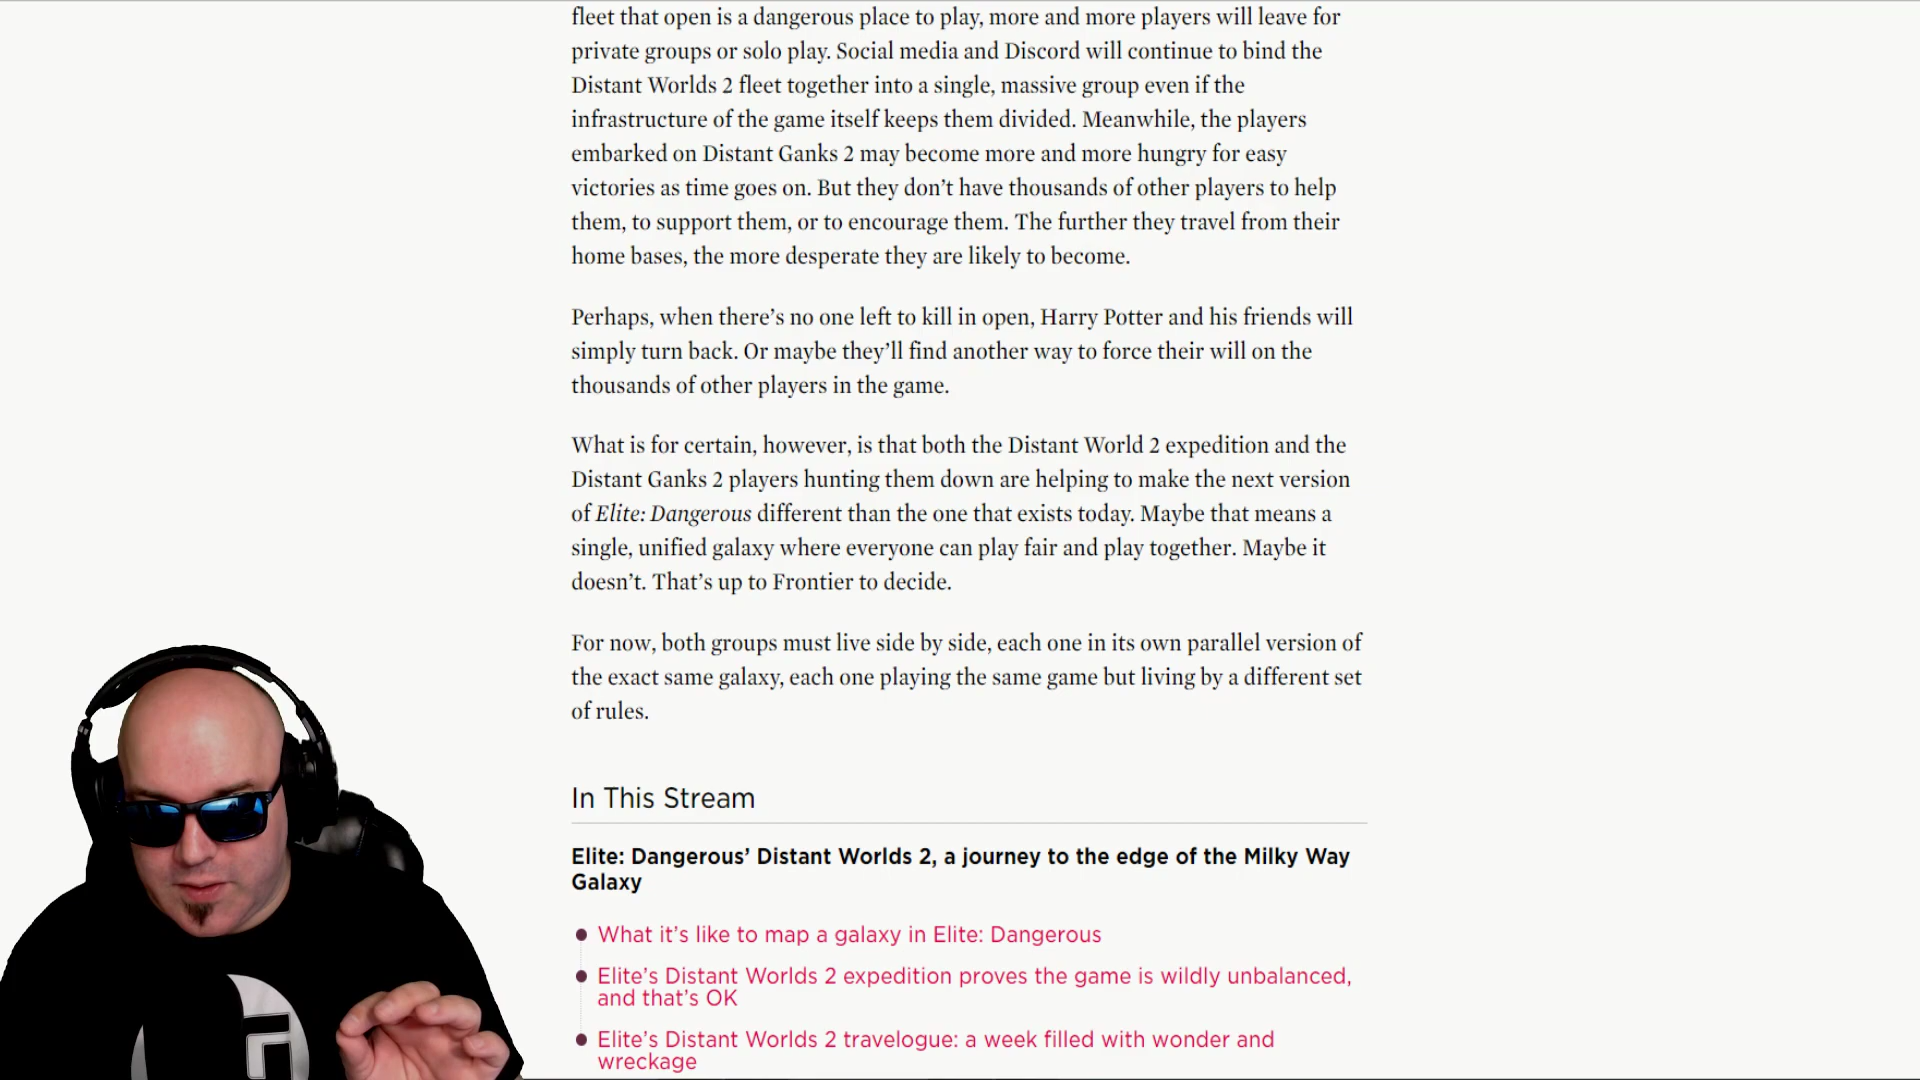 fleet that open is a dangerous place to play, more and more players will leave for
private groups or solo play. Social media and Discord will continue to bind the
Distant Worlds 2 fleet together into a single, massive group even if the
infrastructure of the game itself keeps them divided. Meanwhile, the players
embarked on Distant Ganks 2 may become more and more hungry for easy
victories as time goes on. But they don’t have thousands of other players to help
them, to support them, or to encourage them. The further they travel from their
home bases, the more desperate they are likely to become.
Perhaps, when there’s no one left to kill in open, Harry Potter and his friends will
simply turn back. Or maybe they’ll find another way to force their will on the
thousands of other players in the game.
What is for certain, however, is that both the Distant World 2 expedition and the
Distant Ganks 2 players hunting them down are helping to make the next version
of Elite: Dangerous different than the one that exists today. Maybe that means a
single, unified galaxy where everyone can play fair and play together. Maybe it
doesn’t. That’s up to Frontier to decide.
For now, both groups must live side by side, each one in its own parallel version of
the exact same galaxy, each one playing the same game but living by a different set
of rules.
In This Stream
Elite: Dangerous’ Distant Worlds 2, a journey to the edge of the Milky Way
Galaxy
What it’s like to map a galaxy in Elite: Dangerous
Elite’s Distant Worlds 2 expedition proves the game is wildly unbalanced,
and that’s OK
Elite’s Distant Worlds 2 travelogue: a week filled with wonder and
wreckage